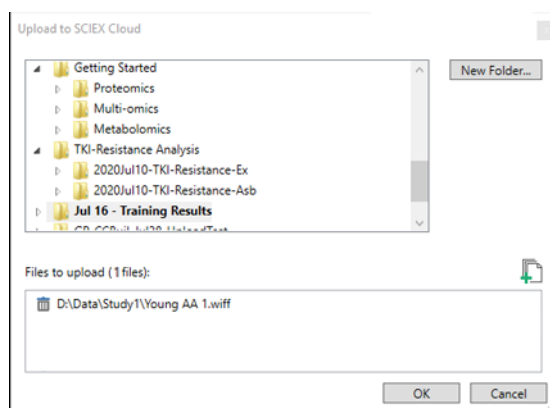 Upload to SCIEX Cloud
Getting Started
New Folder...
Proteomics
Multi-omics
Metabolomics
TKI-Resistance Analysis
2020Jul10-TKI-Resistance-Ex
2020Jul10-TKI-Resistance-Asb
Jul 16 - Training Results
Files to upload (1files):
D:\Data\Study1\Young AA 1.wiff
OK
Cancel